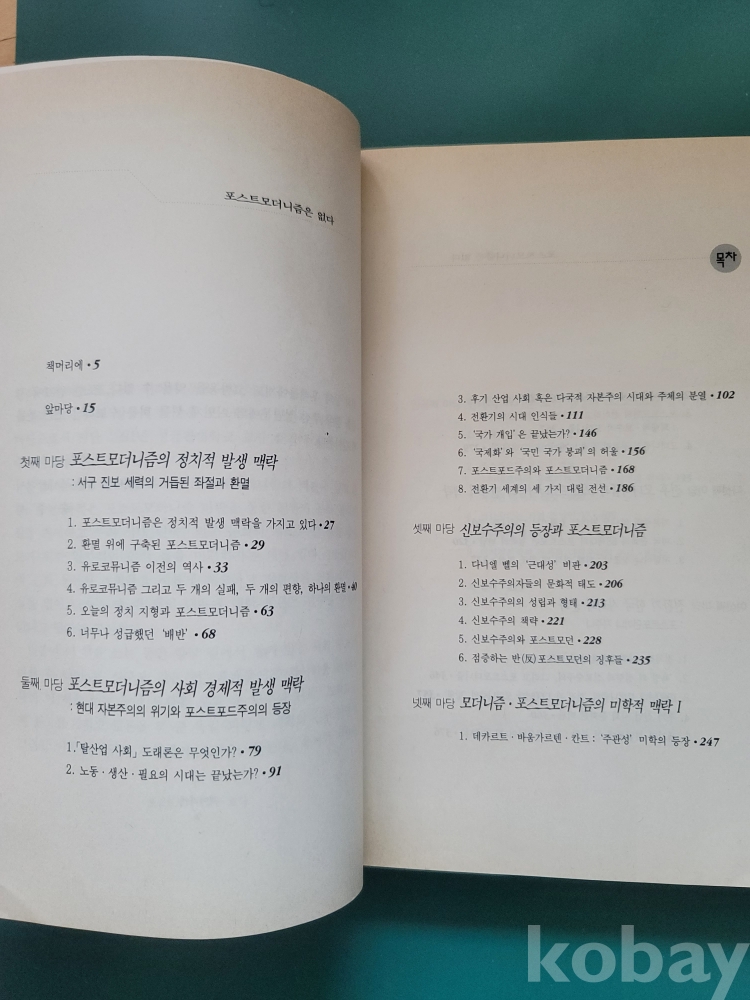 포스트모더니즘은 없다
책머리에 • 5
앞마당 • 15
첫째 마당 포스트모더니즘의 정치적 발생 맥락
: 서구 진보 세력의 거듭된 좌절과 환멸
1. 포스트모더니즘은 정치적 발생 맥락을 가지고 있다 • 27
2. 환멸 위에 구축된 포스트모더니즘 • 29
3. 유로코뮤니즘 이전의 역사 • 33
4. 유로코뮤니즘 그리고 두 개의 실패, 두 개의 편향, 하나의 환멸 • 40
5. 오늘의 정치 지형과 포스트모더니즘 • 63
6. 너무나 성급했던 '배반' • 68
둘째 마당 포스트모더니즘의 사회 경제적 발생 맥락
: 현대 자본주의의 위기와 포스트포드주의의 등장
1. 「탈산업 사회」 도래론은 무엇인가? • 79
2. 노동 · 생산 · 필요의 시대는 끝났는가? • 91
목차
3. 후기 산업 사회 혹은 다국적 자본주의 시대와 주체의 분열 • 102
4. 전환기의 시대 인식들 • 111
5. '국가 개입'은 끝났는가? • 146
6. '국제화'와 '국민 국가 붕괴'의 허울 • 156
7. 포스트포드주의와 포스트모더니즘 • 168
8. 전환기 세계의 세 가지 대립 전선 • 186
셋째 마당 신보수주의의 등장과 포스트모더니즘
1. 다니엘 벨의 '근대성' 비판 • 203
2. 신보수주의자들의 문화적 태도 • 206
3. 신보수주의의 성립과 형태 • 213
4. 신보수주의 책략 • 221
5. 신보수주의와 포스트모던 • 228
6. 점증하는 반(反)포스트모던의 징후들 • 235
넷째 마당 모더니즘 · 포스트모더니즘의 미학적 맥락 I
1. 데카르트 · 바움가르텐 · 칸트 : '주관성' 미학의 등장 • 247
kobay